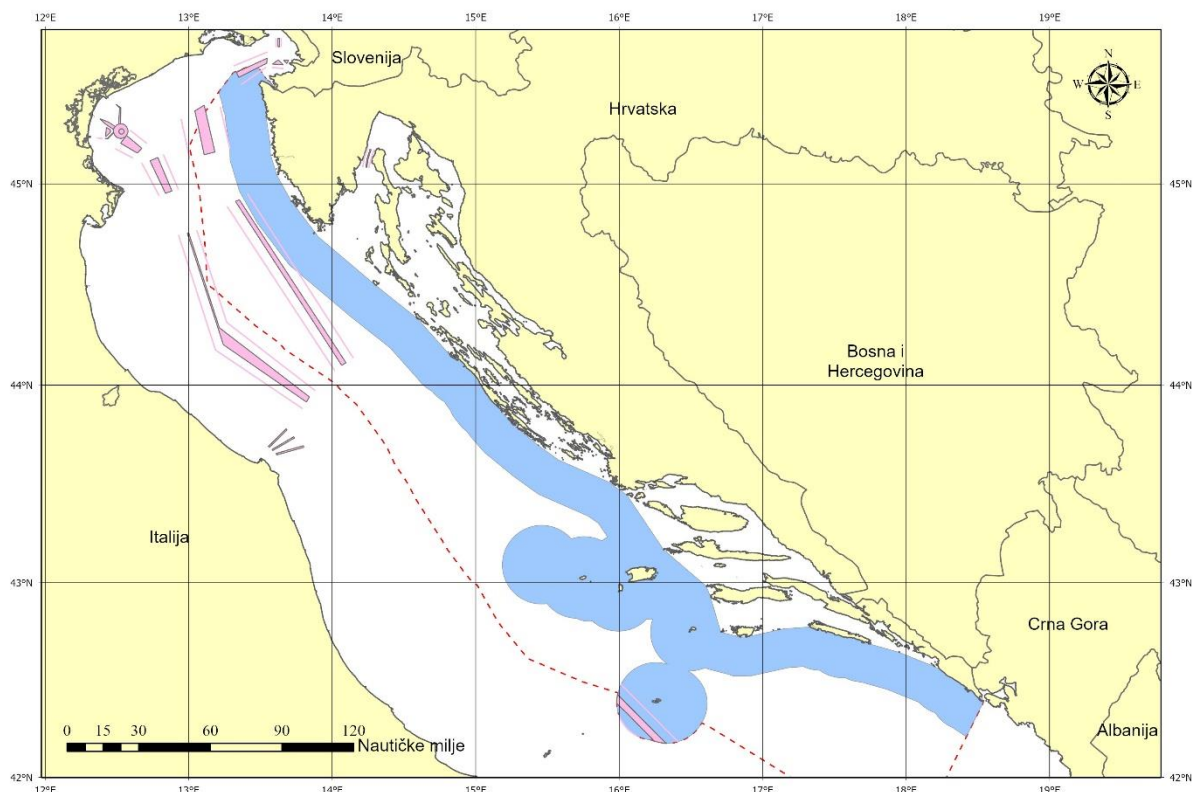 12°E 13°E 14°E 15°E 16°E 17°E 18°E 19°E
Slovenija
N
W E
S
Hrvatska
45°N 45°N
Bosna i
Hercegovina
44°N 44°N
Italija
43°N 43°N
Crna Gora
Albanija
0 15 30 60 90 120
Nautičke milje
42°N 42°N
12°E 13°E 14°E 15°E 16°E 17°E 18°E 19°E